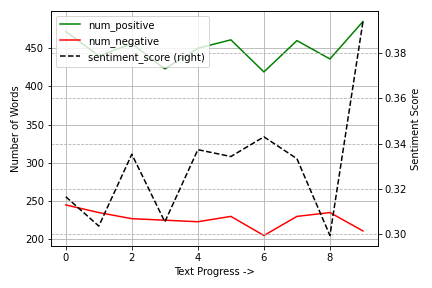 num_positive
num_negative
sentiment_score (right)
450
400
350
300
250
200
Number of Words
0.38
0.36
0.34
0.32
0.30
Sentiment Score
0 2 4 6 8
Text Progress ->